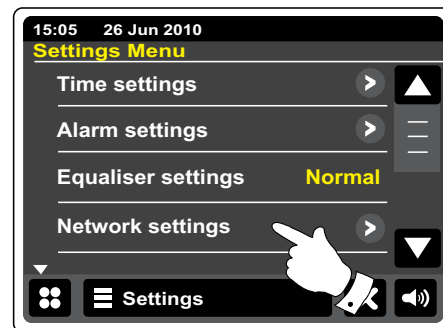 15:05 26 Jun 2010
Settings Menu
Time settings
Alarm settings
Equaliser settings Normal
Network settings
Settings